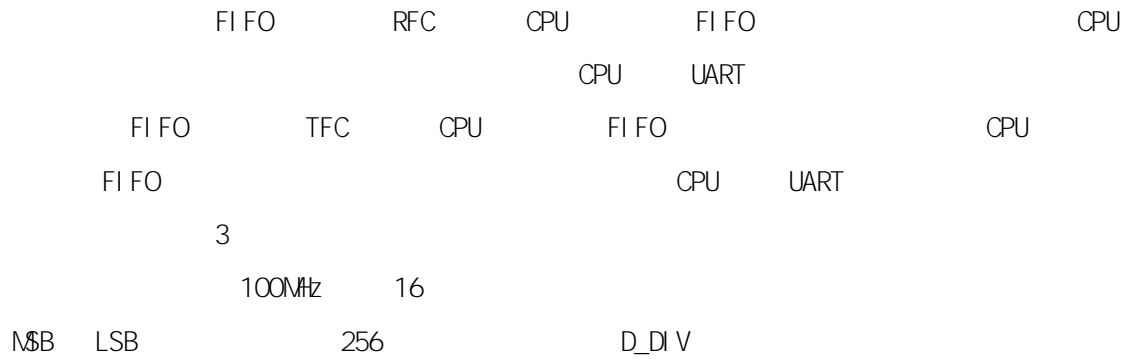 FIFO RFC CPU FIFO CPU
CPU UART
FIFO TFC CPU FIFO CPU
FIFO CPU UART
3
100MHz 16
MSB LSB 256 D_DIV